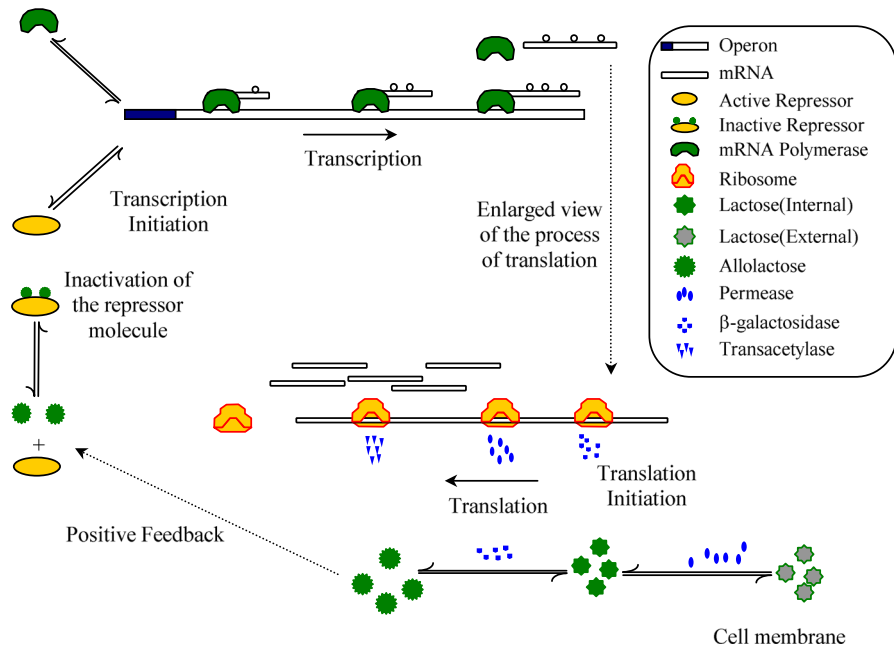 Operon
mRNA
Active Repressor
Inactive Repressor
mRNA Polymerase
Ribosome
Lactose(Internal)
Lactose(External)
Allolactose
Permease
β-galactosidase
Transacetylase
Transcription
Transcription
Initiation
Enlarged view
of the process
of translation
Inactivation of
the repressor
molecule
+
Translation
Initiation
Translation
Positive Feedback
Cell membrane